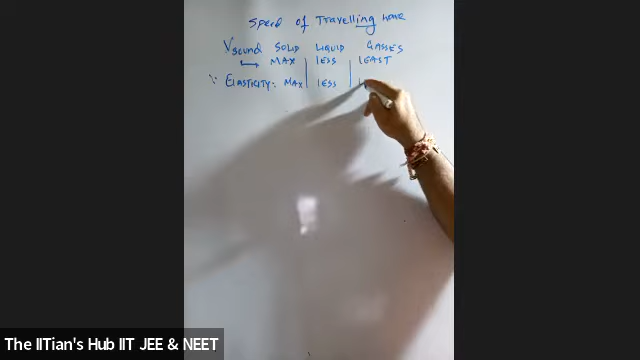 Speed of Travelling wave
Vsound SOLID LIQUID GASSES
↳ MAX | LESS | LEAST
∵ ELASTICITY: MAX | LESS | L
The IITian's Hub IIT JEE & NEET